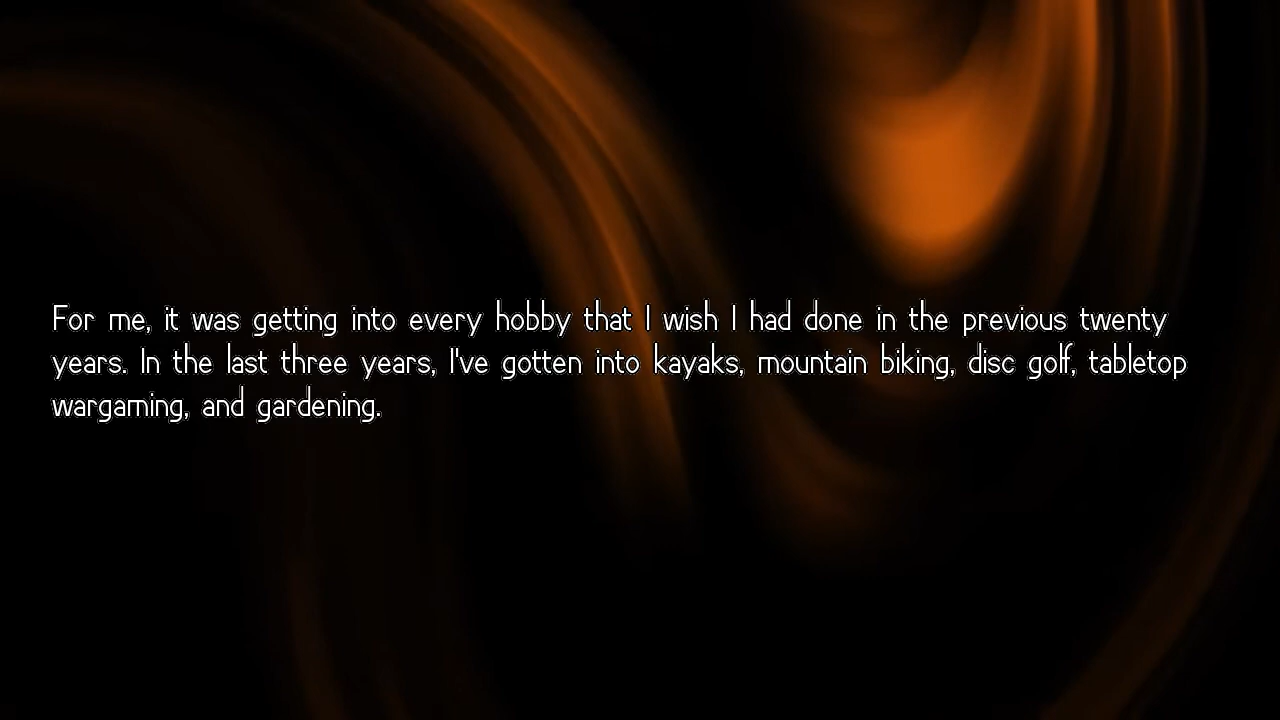 For me, it was getting into every hobby that I wish I had done in the previous twenty
years. In the last three years, I've gotten into kayaks, mountain biking, disc golf, tabletop
wargaming, and gardening.